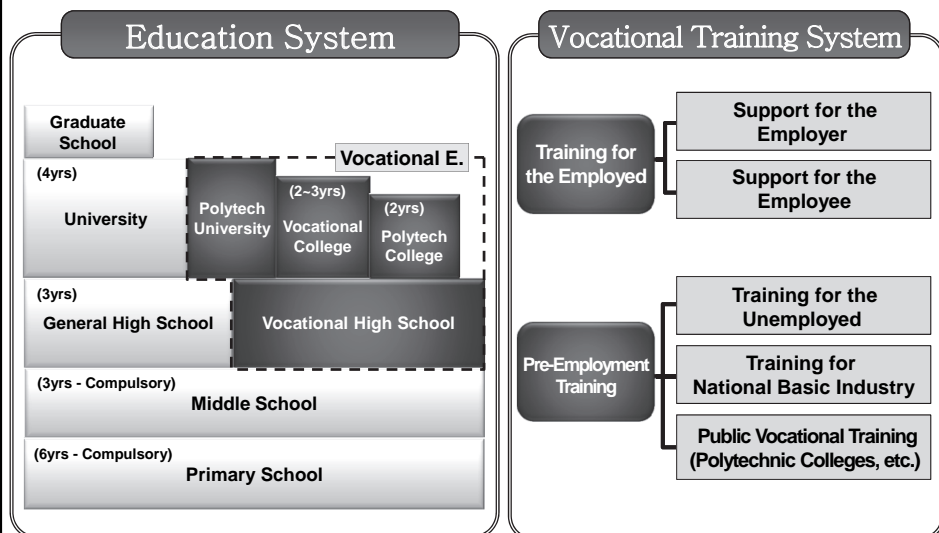 Education System
Graduate
School
Vocational E.
(4yrs)
University
Polytech
University
(2~3yrs)
Vocational
College
(2yrs)
Polytech
College
(3yrs)
General High School
Vocational High School
(3yrs - Compulsory)
Middle School
(6yrs - Compulsory)
Primary School
Vocational Training System
Training for
the Employed
Support for the
Employer
Support for the
Employee
Pre-Employment
Training
Training for the
Unemployed
Training for
National Basic Industry
Public Vocational Training
(Polytechnic Colleges, etc.)